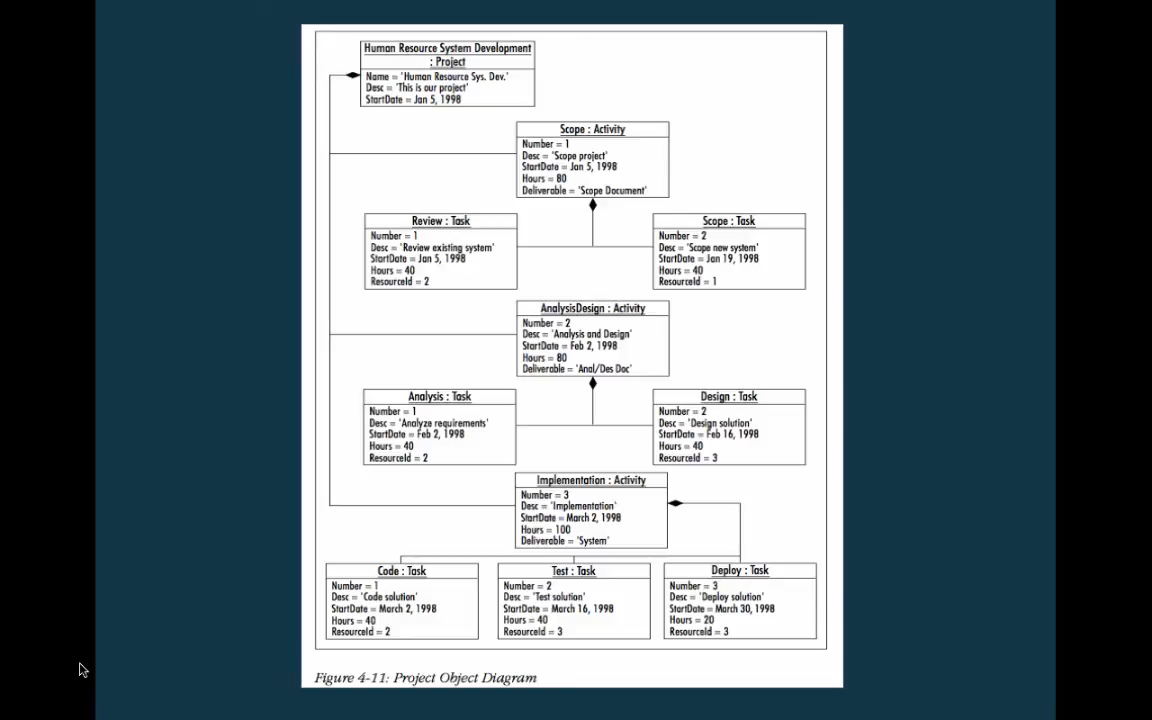 Human Resource System Development
: Project
Name = 'Human Resource Sys. Dev.'
Desc = 'This is our project'
StartDate = Jan 5, 1998
Scope : Activity
Number = 1
Desc = 'Scope project'
StartDate = Jan 5, 1998
Hours = 80
Deliverable = 'Scope Document'
Review : Task
Number = 1
Desc = 'Review existing system'
StartDate = Jan 5, 1998
Hours = 40
ResourceId = 2
Scope : Task
Number = 2
Desc = 'Scope new system'
StartDate = Jan 19, 1998
Hours = 40
ResourceId = 1
AnalysisDesign : Activity
Number = 2
Desc = 'Analysis and Design'
StartDate = Feb 2, 1998
Hours = 80
Deliverable = 'Anal/Des Doc'
Analysis : Task
Number = 1
Desc = 'Analyze requirements'
StartDate = Feb 2, 1998
Hours = 40
ResourceId = 2
Design : Task
Number = 2
Desc = 'Design solution'
StartDate = Feb 16, 1998
Hours = 40
ResourceId = 3
Implementation : Activity
Number = 3
Desc = 'Implementation'
StartDate = March 2, 1998
Hours = 100
Deliverable = 'System'
Code : Task
Number = 1
Desc = 'Code solution'
StartDate = March 2, 1998
Hours = 40
ResourceId = 2
Test : Task
Number = 2
Desc = 'Test solution'
StartDate = March 16, 1998
Hours = 40
ResourceId = 3
Deploy : Task
Number = 3
Desc = 'Deploy solution'
StartDate = March 30, 1998
Hours = 20
ResourceId = 3
Figure 4-11: Project Object Diagram